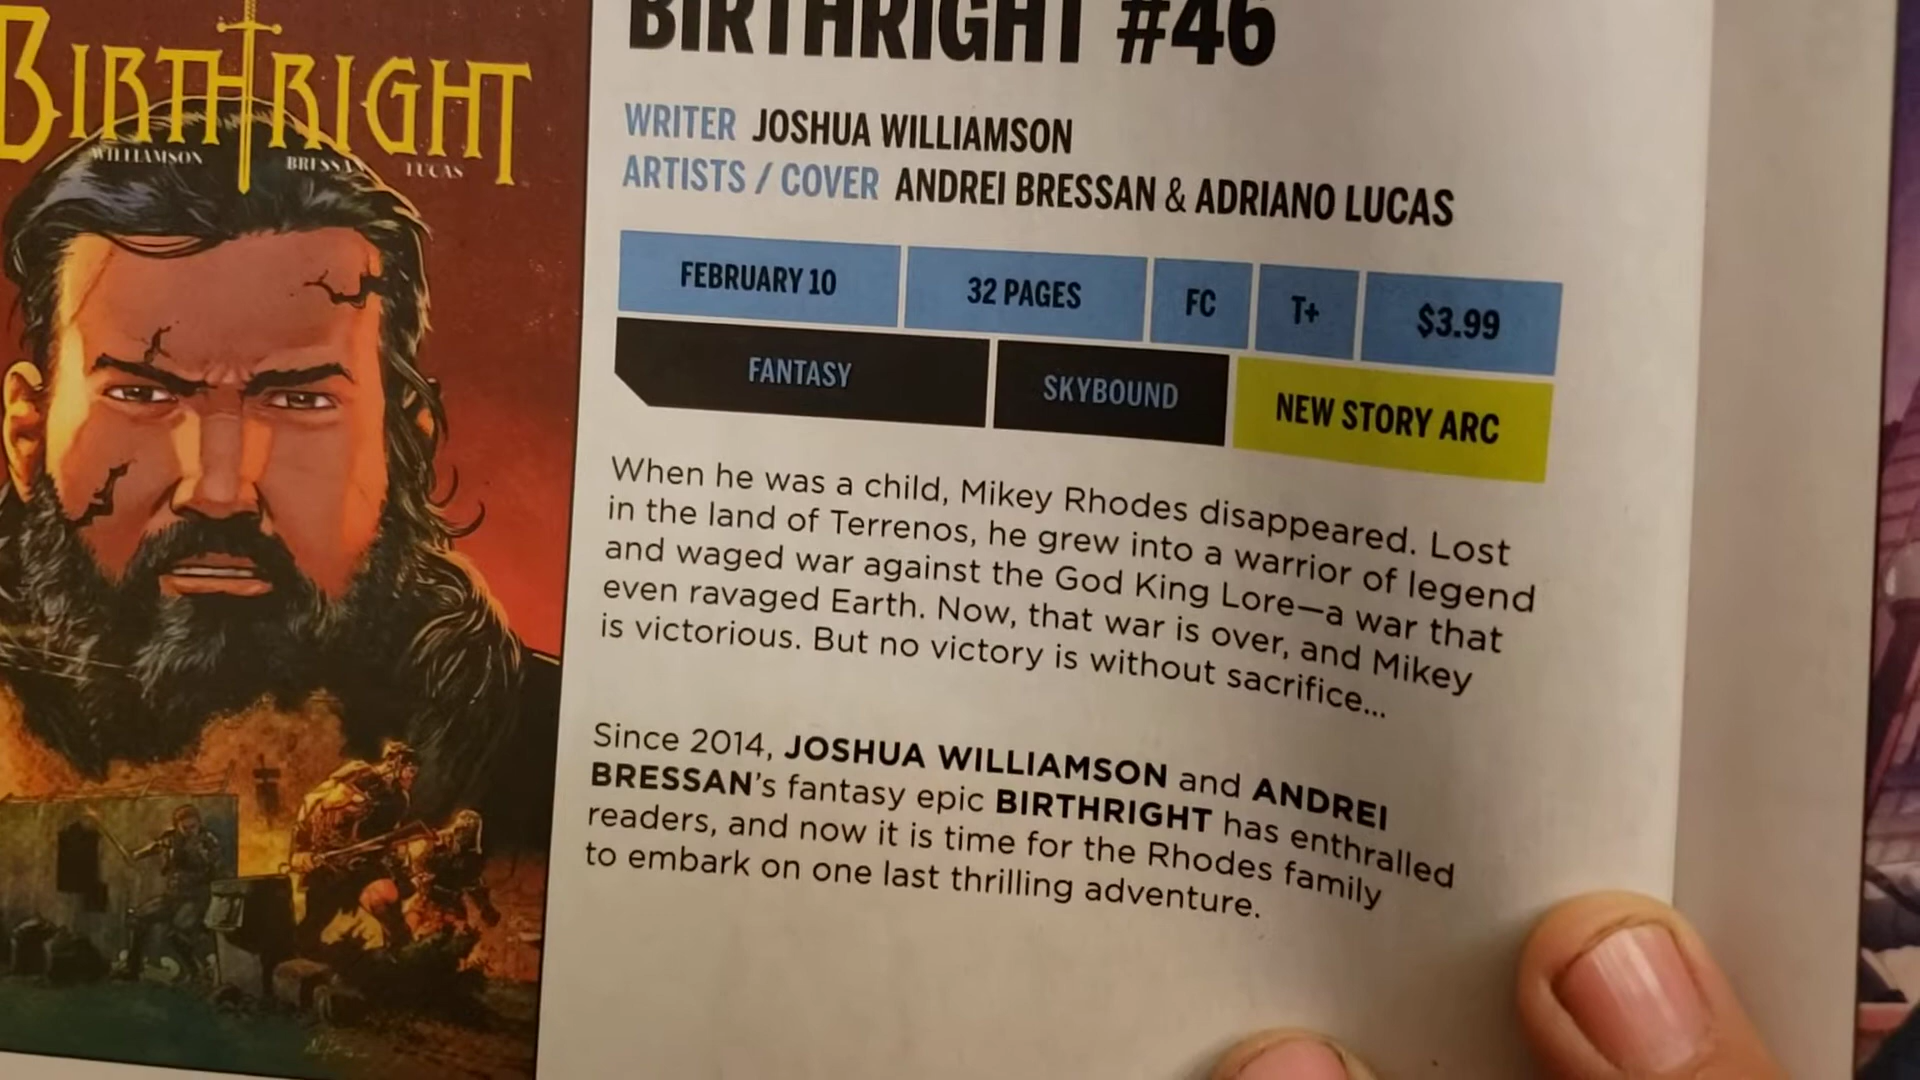 BIRTHRIGHT
WILLIAMSON BRESSAN LUCAS
BIRTHRIGHT #46
WRITER JOSHUA WILLIAMSON
ARTISTS / COVER ANDREI BRESSAN & ADRIANO LUCAS
FEBRUARY 10 32 PAGES FC T+ $3.99
FANTASY SKYBOUND NEW STORY ARC
When he was a child, Mikey Rhodes disappeared. Lost
in the land of Terrenos, he grew into a warrior of legend
and waged war against the God King Lore—a war that
even ravaged Earth. Now, that war is over, and Mikey
is victorious. But no victory is without sacrifice...
Since 2014, JOSHUA WILLIAMSON and ANDREI
BRESSAN's fantasy epic BIRTHRIGHT has enthralled
readers, and now it is time for the Rhodes family
to embark on one last thrilling adventure.